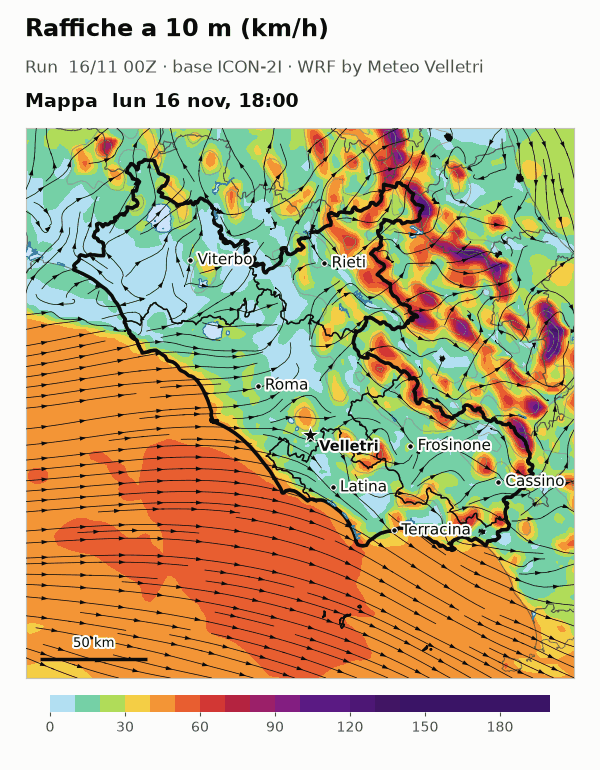 Raffiche a 10 m (km/h)
Run  16/11 00Z · base ICON-2I · WRF by Meteo Velletri
Mappa  lun 16 nov, 18:00
Viterbo
Rieti
Roma
Velletri
Frosinone
Cassino
Latina
Terracina
50 km
0 30 60 90 120 150 180